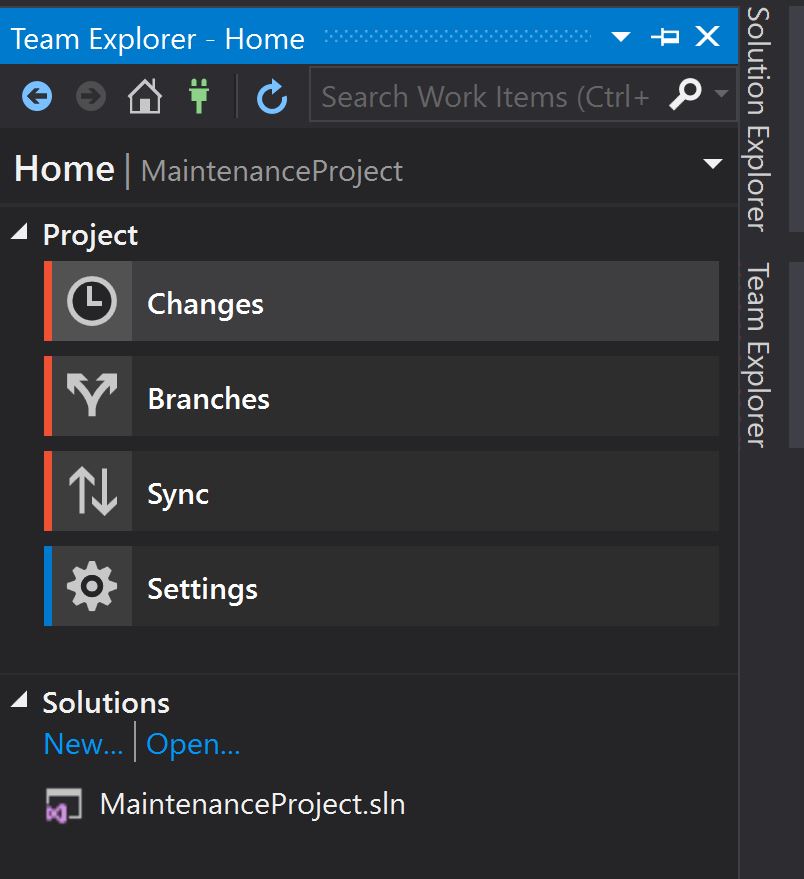 Team Explorer - Home
Search Work Items (Ctrl+
Home | MaintenanceProject
Project
Changes
Branches
Sync
Settings
Solutions
New... | Open...
MaintenanceProject.sln
Solution Explorer
Team Explorer